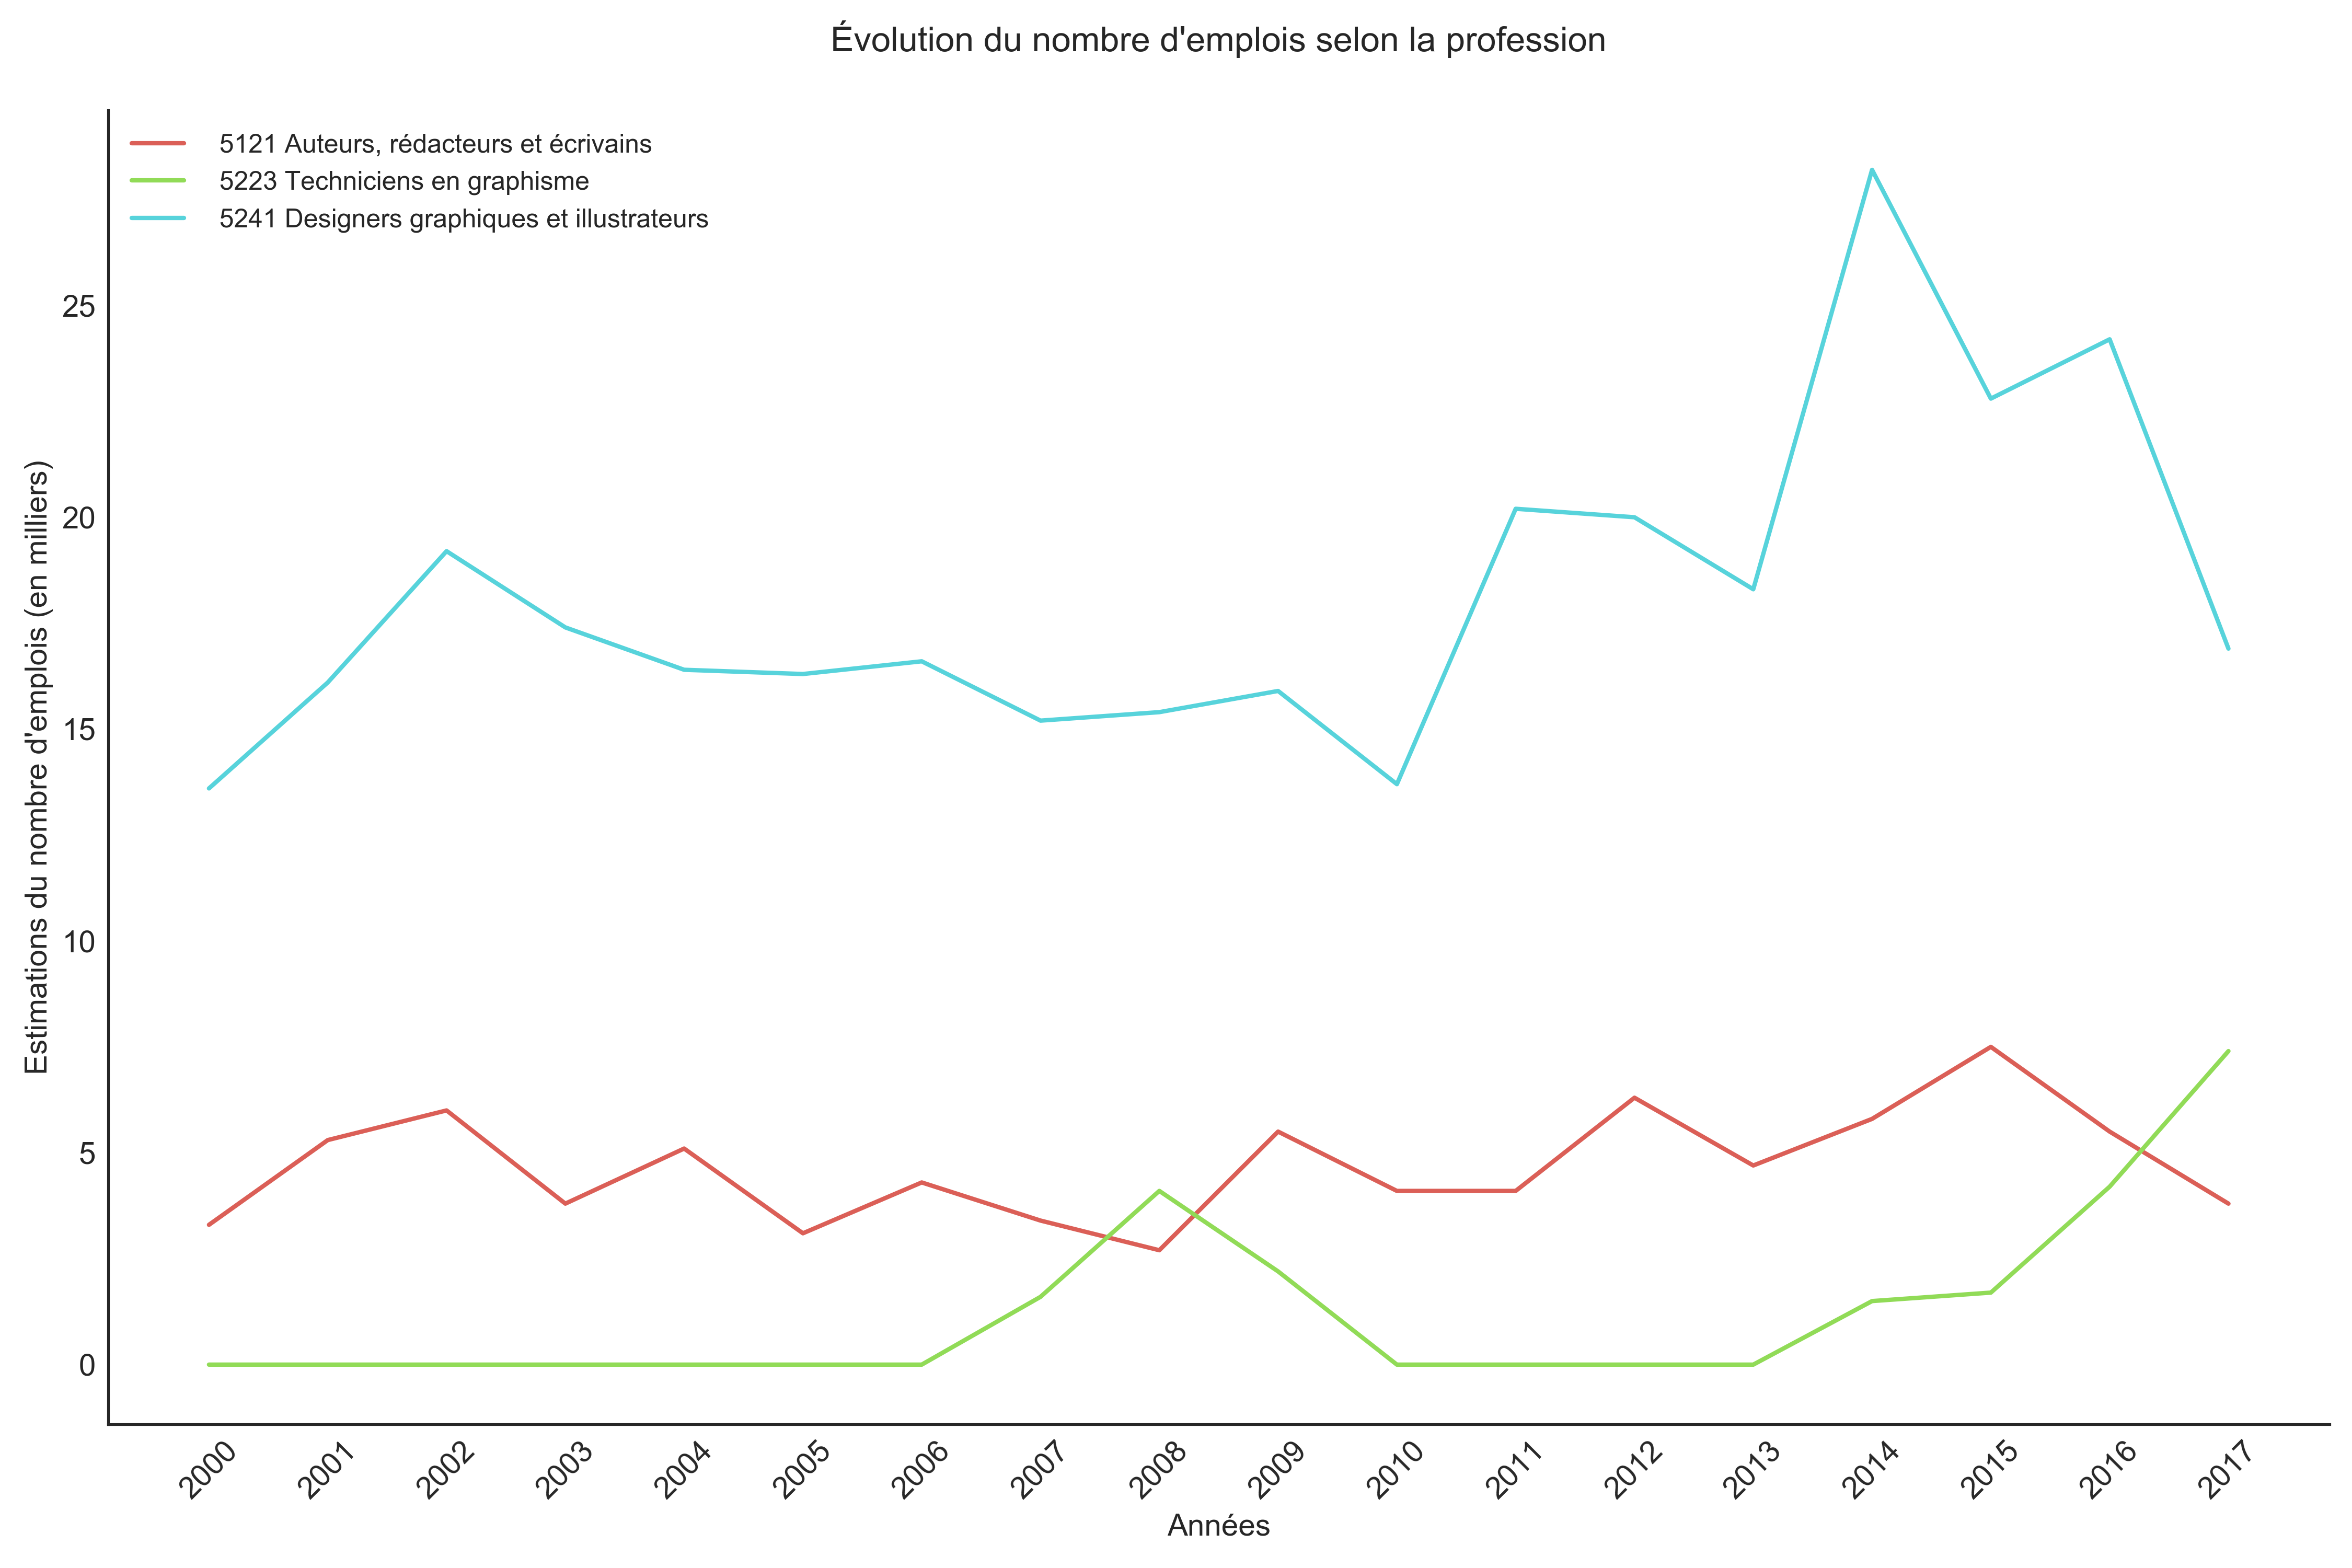 Évolution du nombre d'emplois selon la profession
5121 Auteurs, rédacteurs et écrivains
5223 Techniciens en graphisme
5241 Designers graphiques et illustrateurs
Estimations du nombre d'emplois (en milliers)
25
20
15
10
5
0
2000 2001 2002 2003 2004 2005 2006 2007 2008 2009 2010 2011 2012 2013 2014 2015 2016 2017
Années